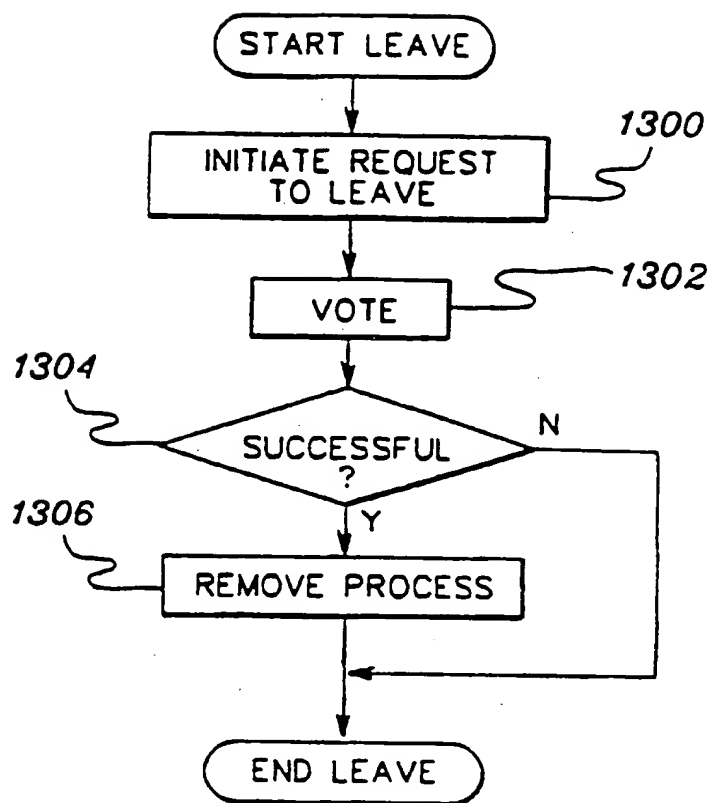 START LEAVE
1300
INITIATE REQUEST
TO LEAVE
1302
VOTE
1304
SUCCESSFUL
?
N
Y
1306
REMOVE PROCESS
END LEAVE